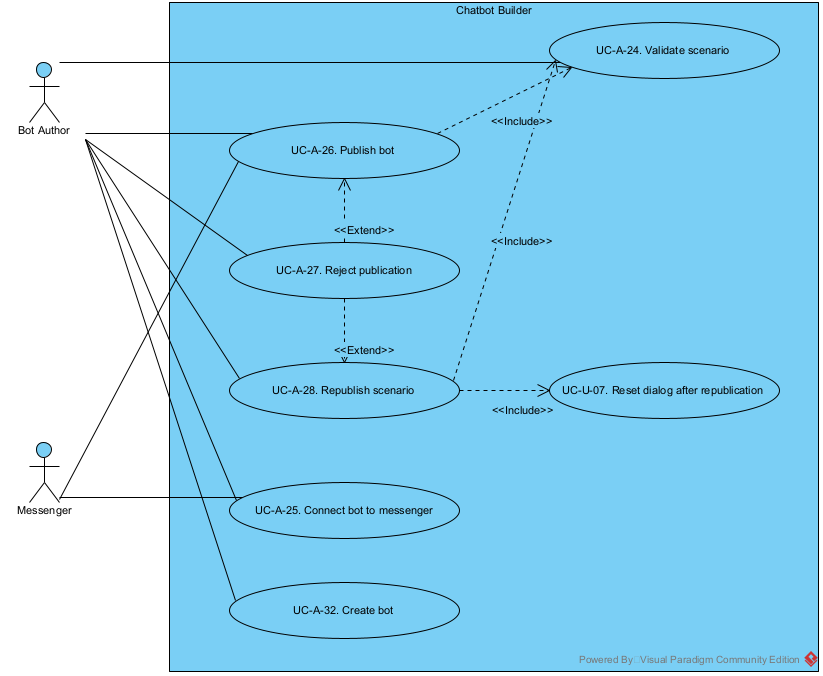 Chatbot Builder
UC-A-24. Validate scenario
Bot Author
<<Include>>
UC-A-26. Publish bot
<<Extend>>
<<Include>>
UC-A-27. Reject publication
<<Extend>>
UC-A-28. Republish scenario
UC-U-07. Reset dialog after republication
<<Include>>
Messenger
UC-A-25. Connect bot to messenger
UC-A-32. Create bot
Powered By: Visual Paradigm Community Edition